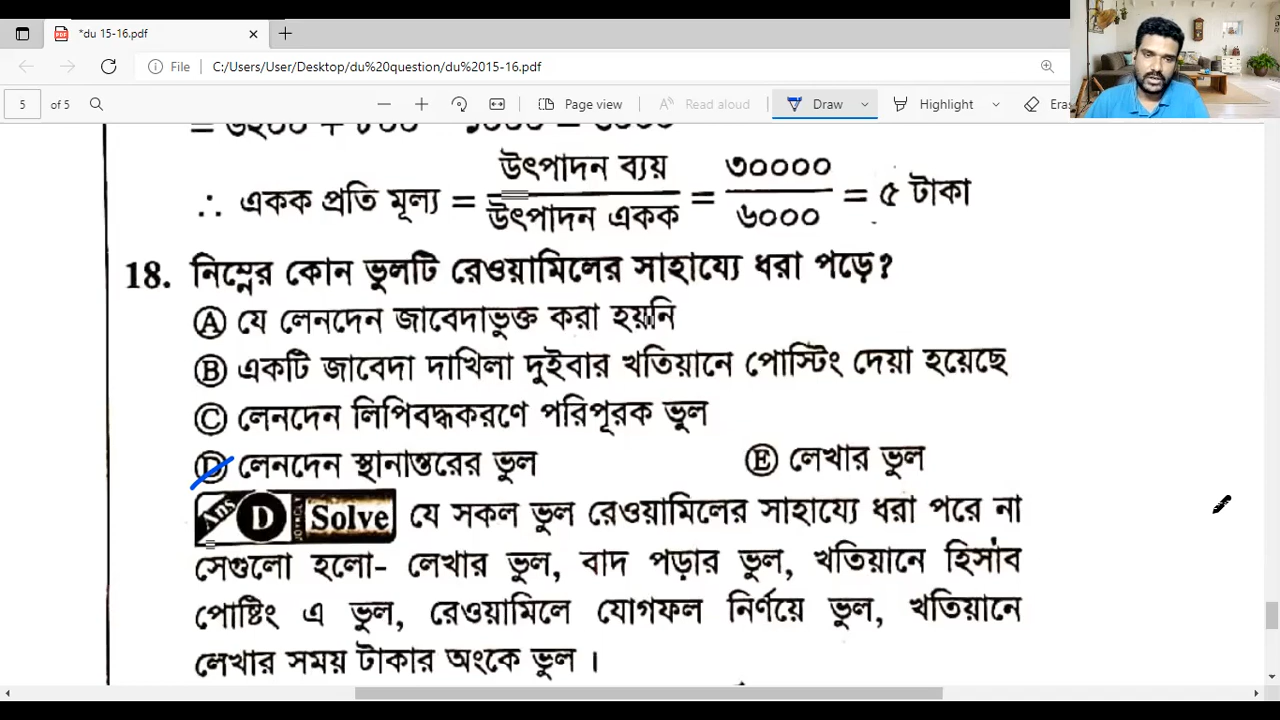 *du 15-16.pdf
File C:/Users/User/Desktop/du%20question/du%2015-16.pdf
5 of 5 Page view Read aloud Draw Highlight
∴ একক প্রতি মূল্য = উৎপাদন ব্যয় / উৎপাদন একক = ৩০০০০ / ৬০০০ = ৫ টাকা
18. নিম্নের কোন ভুলটি রেওয়ামিলের সাহায্যে ধরা পড়ে?
Ⓐ যে লেনদেন জাবেদাভুক্ত করা হয়নি
Ⓑ একটি জাবেদা দাখিলা দুইবার খতিয়ানে পোস্টিং দেয়া হয়েছে
Ⓒ লেনদেন লিপিবদ্ধকরণে পরিপূরক ভুল
Ⓓ লেনদেন স্থানান্তরের ভুল Ⓔ লেখার ভুল
Ans D Solve যে সকল ভুল রেওয়ামিলের সাহায্যে ধরা পরে না
সেগুলো হলো- লেখার ভুল, বাদ পড়ার ভুল, খতিয়ানে হিসাব
পোষ্টিং এ ভুল, রেওয়ামিলে যোগফল নির্ণয়ে ভুল, খতিয়ানে
লেখার সময় টাকার অংকে ভুল ।